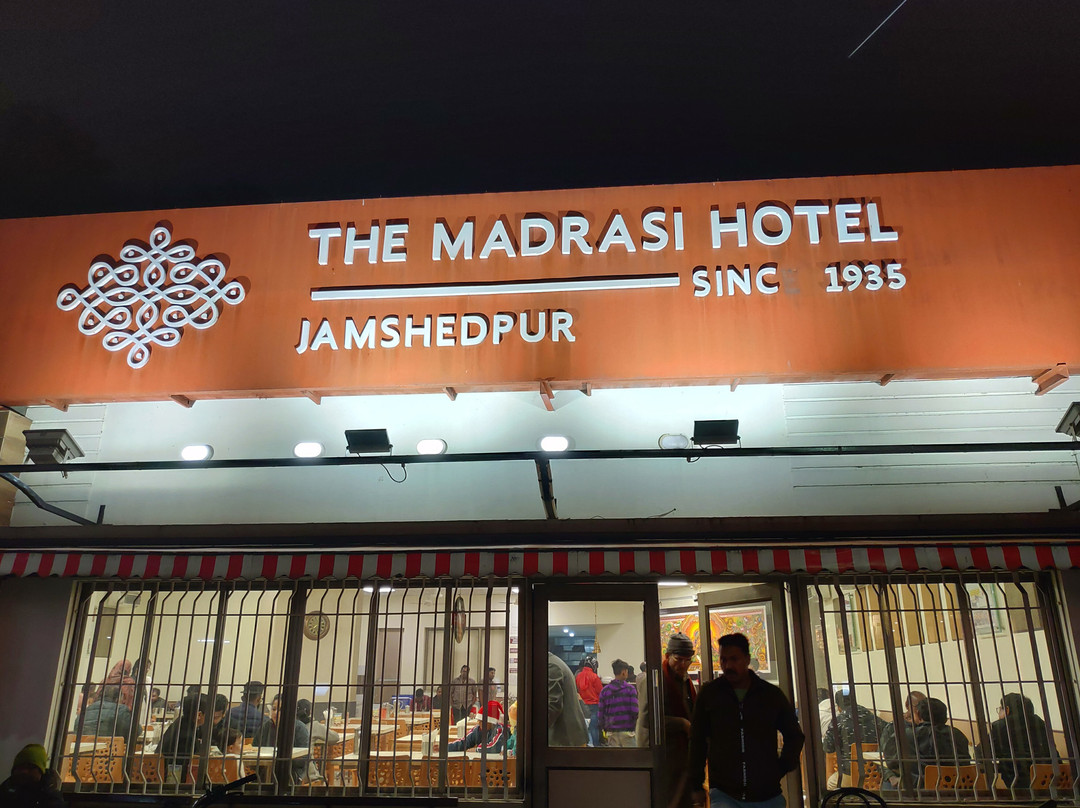 THE MADRASI HOTEL
SINC 1935
JAMSHEDPUR